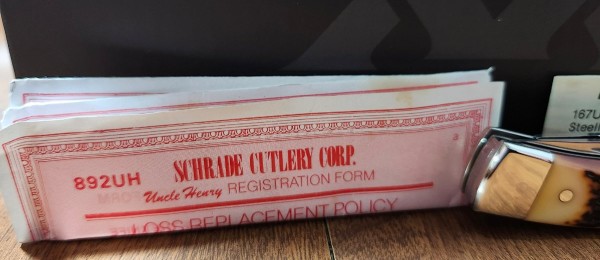 892UH
SCHRADE CUTLERY CORP.
Uncle Henry REGISTRATION FORM
LOSS REPLACEMENT POLICY
167U
Steel